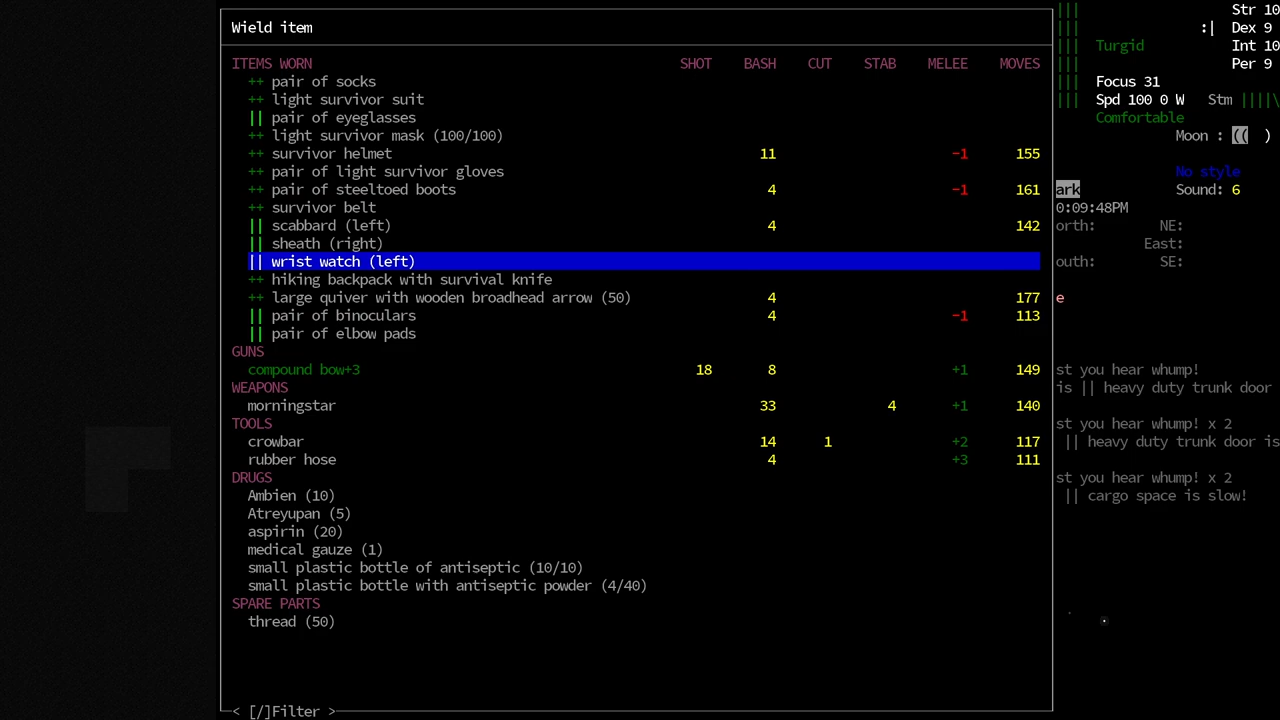 Wield item
ITEMS WORN SHOT BASH CUT STAB MELEE MOVES
++ pair of socks
++ light survivor suit
|| pair of eyeglasses
++ light survivor mask (100/100)
++ survivor helmet 11 -1 155
++ pair of light survivor gloves
++ pair of steeltoed boots 4 -1 161
++ survivor belt
|| scabbard (left) 4 142
|| sheath (right)
|| wrist watch (left)
++ hiking backpack with survival knife
++ large quiver with wooden broadhead arrow (50) 4 177
|| pair of binoculars 4 -1 113
|| pair of elbow pads
GUNS
compound bow+3 18 8 +1 149
WEAPONS
morningstar 33 4 +1 140
TOOLS
crowbar 14 1 +2 117
rubber hose 4 +3 111
DRUGS
Ambien (10)
Atreyupan (5)
aspirin (20)
medical gauze (1)
small plastic bottle of antiseptic (10/10)
small plastic bottle with antiseptic powder (4/40)
SPARE PARTS
thread (50)
< [/]Filter >
||| Str 10
||| :| Dex 9
||| Turgid Int 10
||| Per 9
||| Focus 31
||| Spd 100 0 W Stm ||||\
Comfortable
Moon : (( )
No style
ark Sound: 6
0:09:48PM
orth: NE:
East:
outh: SE:
e
st you hear whump!
is || heavy duty trunk door
st you hear whump! x 2
|| heavy duty trunk door is
st you hear whump! x 2
|| cargo space is slow!